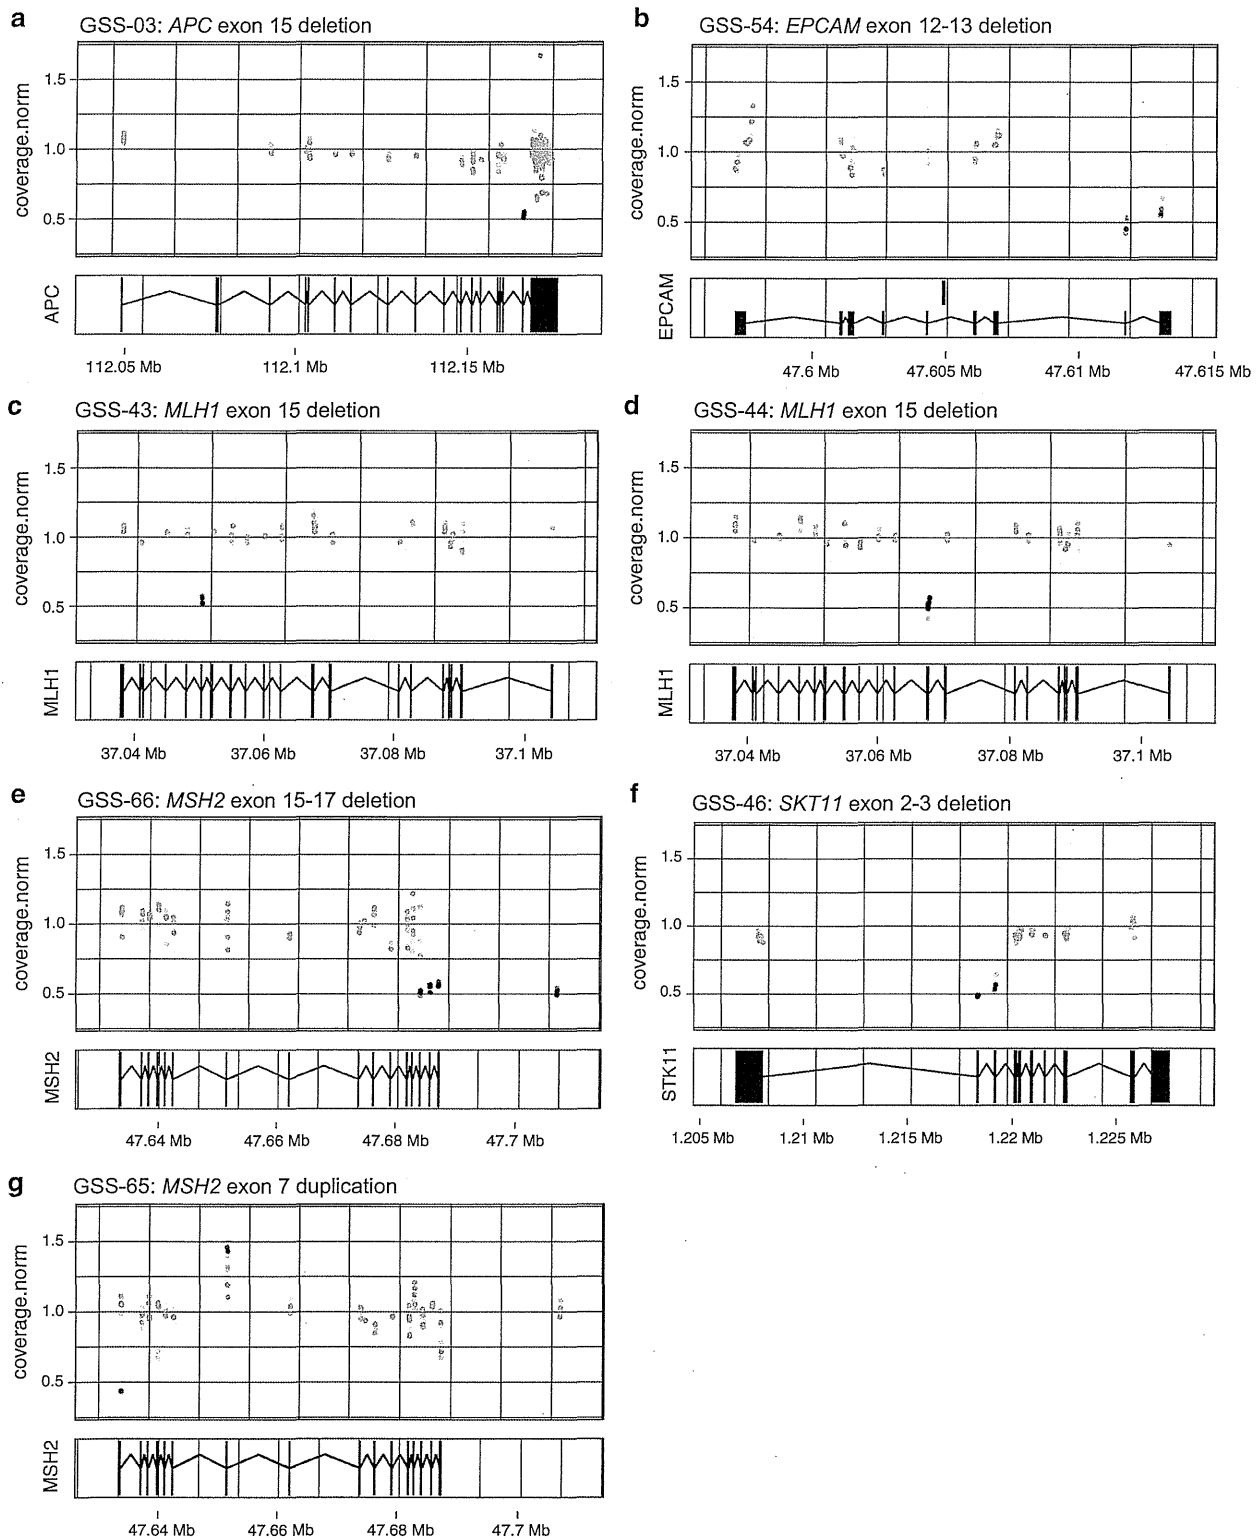 a
GSS-03: APC exon 15 deletion
coverage.norm
1.5
1.0
0.5
APC
112.05 Mb
112.1 Mb
112.15 Mb
b
GSS-54: EPCAM exon 12-13 deletion
coverage.norm
1.5
1.0
0.5
EPCAM
47.6 Mb
47.605 Mb
47.61 Mb
47.615 Mb
c
GSS-43: MLH1 exon 15 deletion
coverage.norm
1.5
1.0
0.5
MLH1
37.04 Mb
37.06 Mb
37.08 Mb
37.1 Mb
d
GSS-44: MLH1 exon 15 deletion
coverage.norm
1.5
1.0
0.5
MLH1
37.04 Mb
37.06 Mb
37.08 Mb
37.1 Mb
e
GSS-66: MSH2 exon 15-17 deletion
coverage.norm
1.5
1.0
0.5
MSH2
47.64 Mb
47.66 Mb
47.68 Mb
47.7 Mb
f
GSS-46: SKT11 exon 2-3 deletion
coverage.norm
1.5
1.0
0.5
STK11
1.205 Mb
1.21 Mb
1.215 Mb
1.22 Mb
1.225 Mb
g
GSS-65: MSH2 exon 7 duplication
coverage.norm
1.5
1.0
0.5
MSH2
47.64 Mb
47.66 Mb
47.68 Mb
47.7 Mb